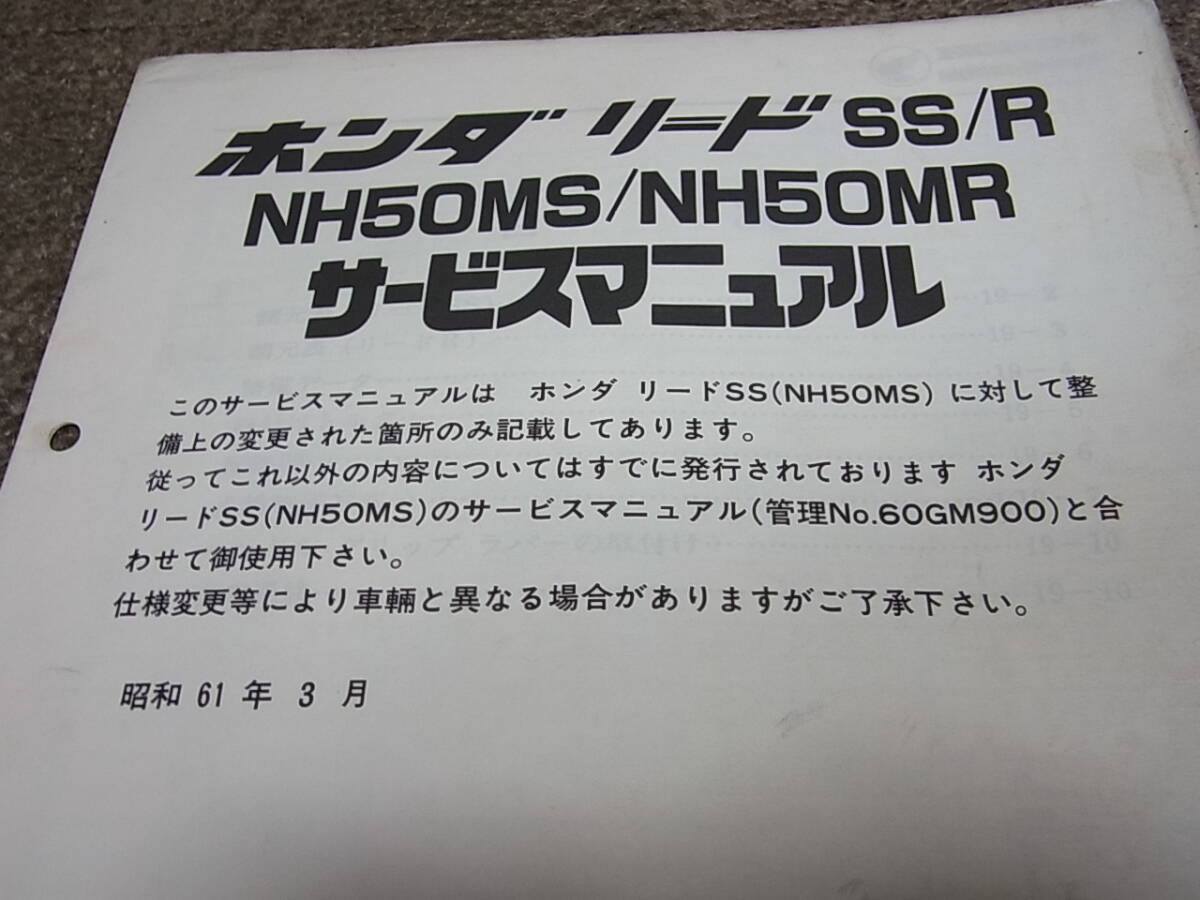 ホンダ リード SS/R
NH50MS/NH50MR
サービスマニュアル
このサービスマニュアルは ホンダ リードSS(NH50MS) に対して整
備上の変更された箇所のみ記載してあります。
従ってこれ以外の内容についてはすでに発行されております ホンダ
リードSS(NH50MS)のサービスマニュアル(管理No.60GM900)と合
わせて御使用下さい。
仕様変更等により車輛と異なる場合がありますがご了承下さい。
昭和 61 年 3 月